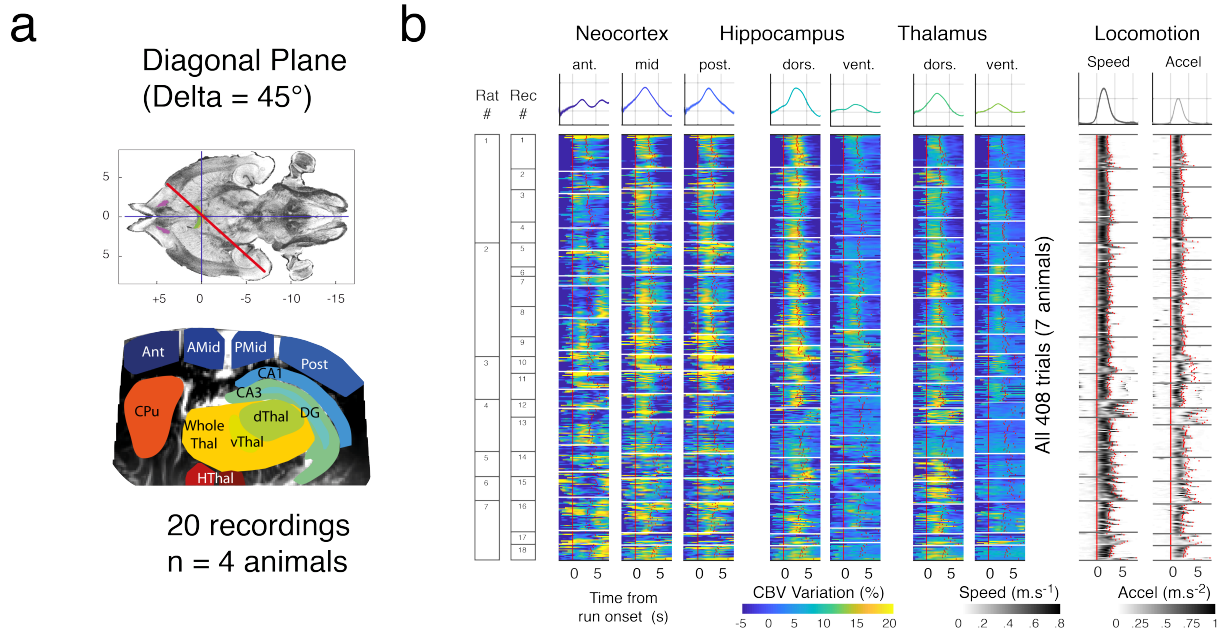 a
Diagonal Plane
(Delta = 45°)
5
0
5
+5 0 -5 -10 -15
Ant AMid PMid Post
CA1
CA3
CPu dThal DG
Whole
Thal vThal
HThal
20 recordings
n = 4 animals
b
Neocortex Hippocampus Thalamus Locomotion
ant. mid post. dors. vent. dors. vent. Speed Accel
Rat Rec
# #
1 1
2
3
4
2 5
6
7
8
9
3 10
11
4 12
13
5 14
6 15
7 16
17
18
All 408 trials (7 animals)
0 5 0 5 0 5 0 5 0 5 0 5 0 5 0 5 0 5
Time from
run onset (s)
CBV Variation (%)
-5 0 5 10 15 20
Speed (m.s-1)
0 .2 .4 .6 .8
Accel (m.s-2)
0 .25 .5 .75 1